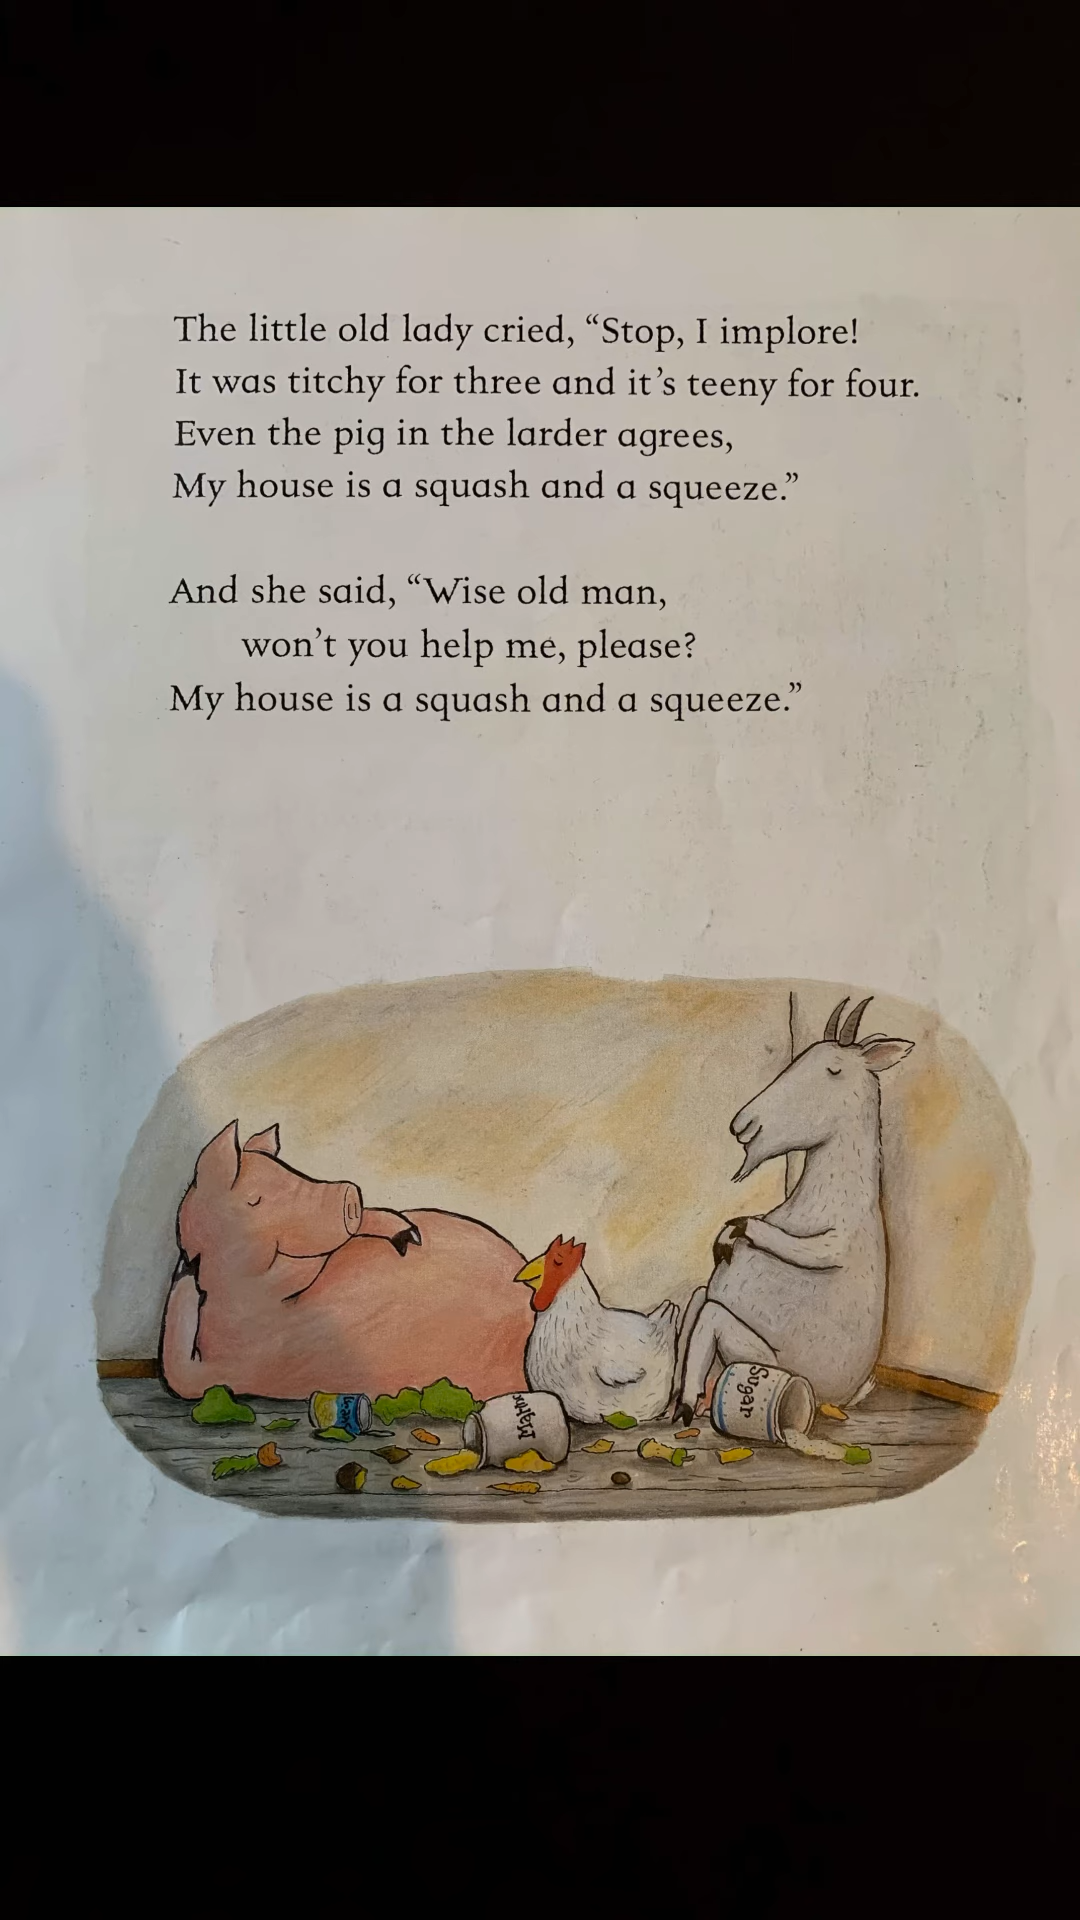 The little old lady cried, “Stop, I implore!
It was titchy for three and it’s teeny for four.
Even the pig in the larder agrees,
My house is a squash and a squeeze.”
And she said, “Wise old man,
won’t you help me, please?
My house is a squash and a squeeze.”
Sugar